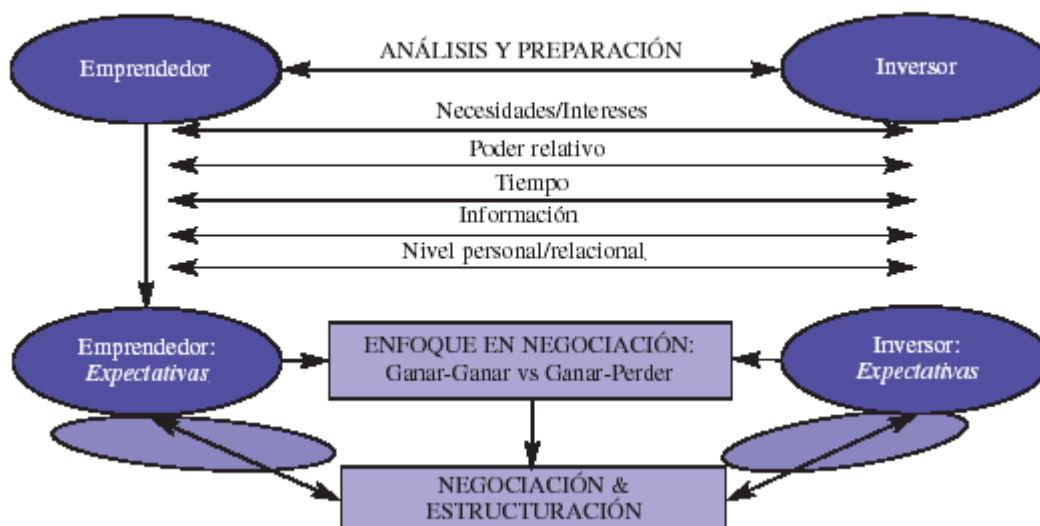 Emprendedor
ANÁLISIS Y PREPARACIÓN
Inversor
Necesidades/Intereses
Poder relativo
Tiempo
Información
Nivel personal/relacional
Emprendedor:
Expectativas
ENFOQUE EN NEGOCIACIÓN:
Ganar-Ganar vs Ganar-Perder
Inversor:
Expectativas
NEGOCIACIÓN &
ESTRUCTURACIÓN